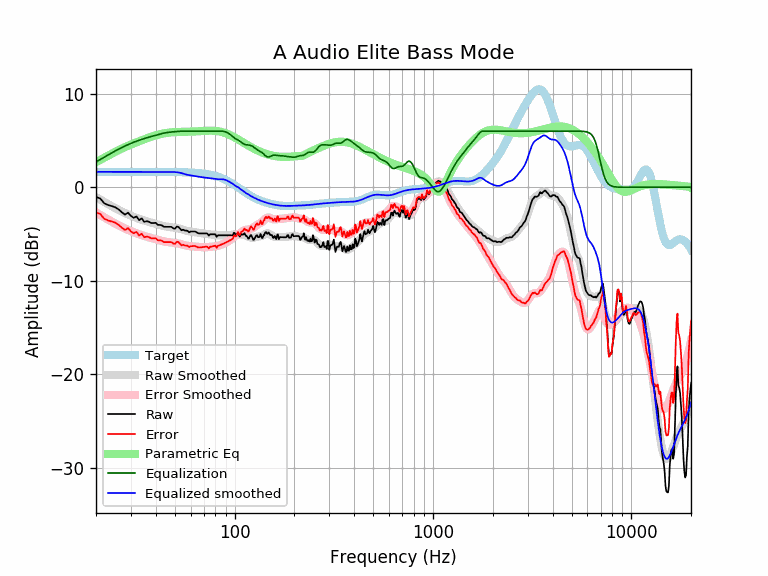 A Audio Elite Bass Mode
10
0
−10
−20
−30
Amplitude (dBr)
Target
Raw Smoothed
Error Smoothed
Raw
Error
Parametric Eq
Equalization
Equalized smoothed
100
1000
10000
Frequency (Hz)